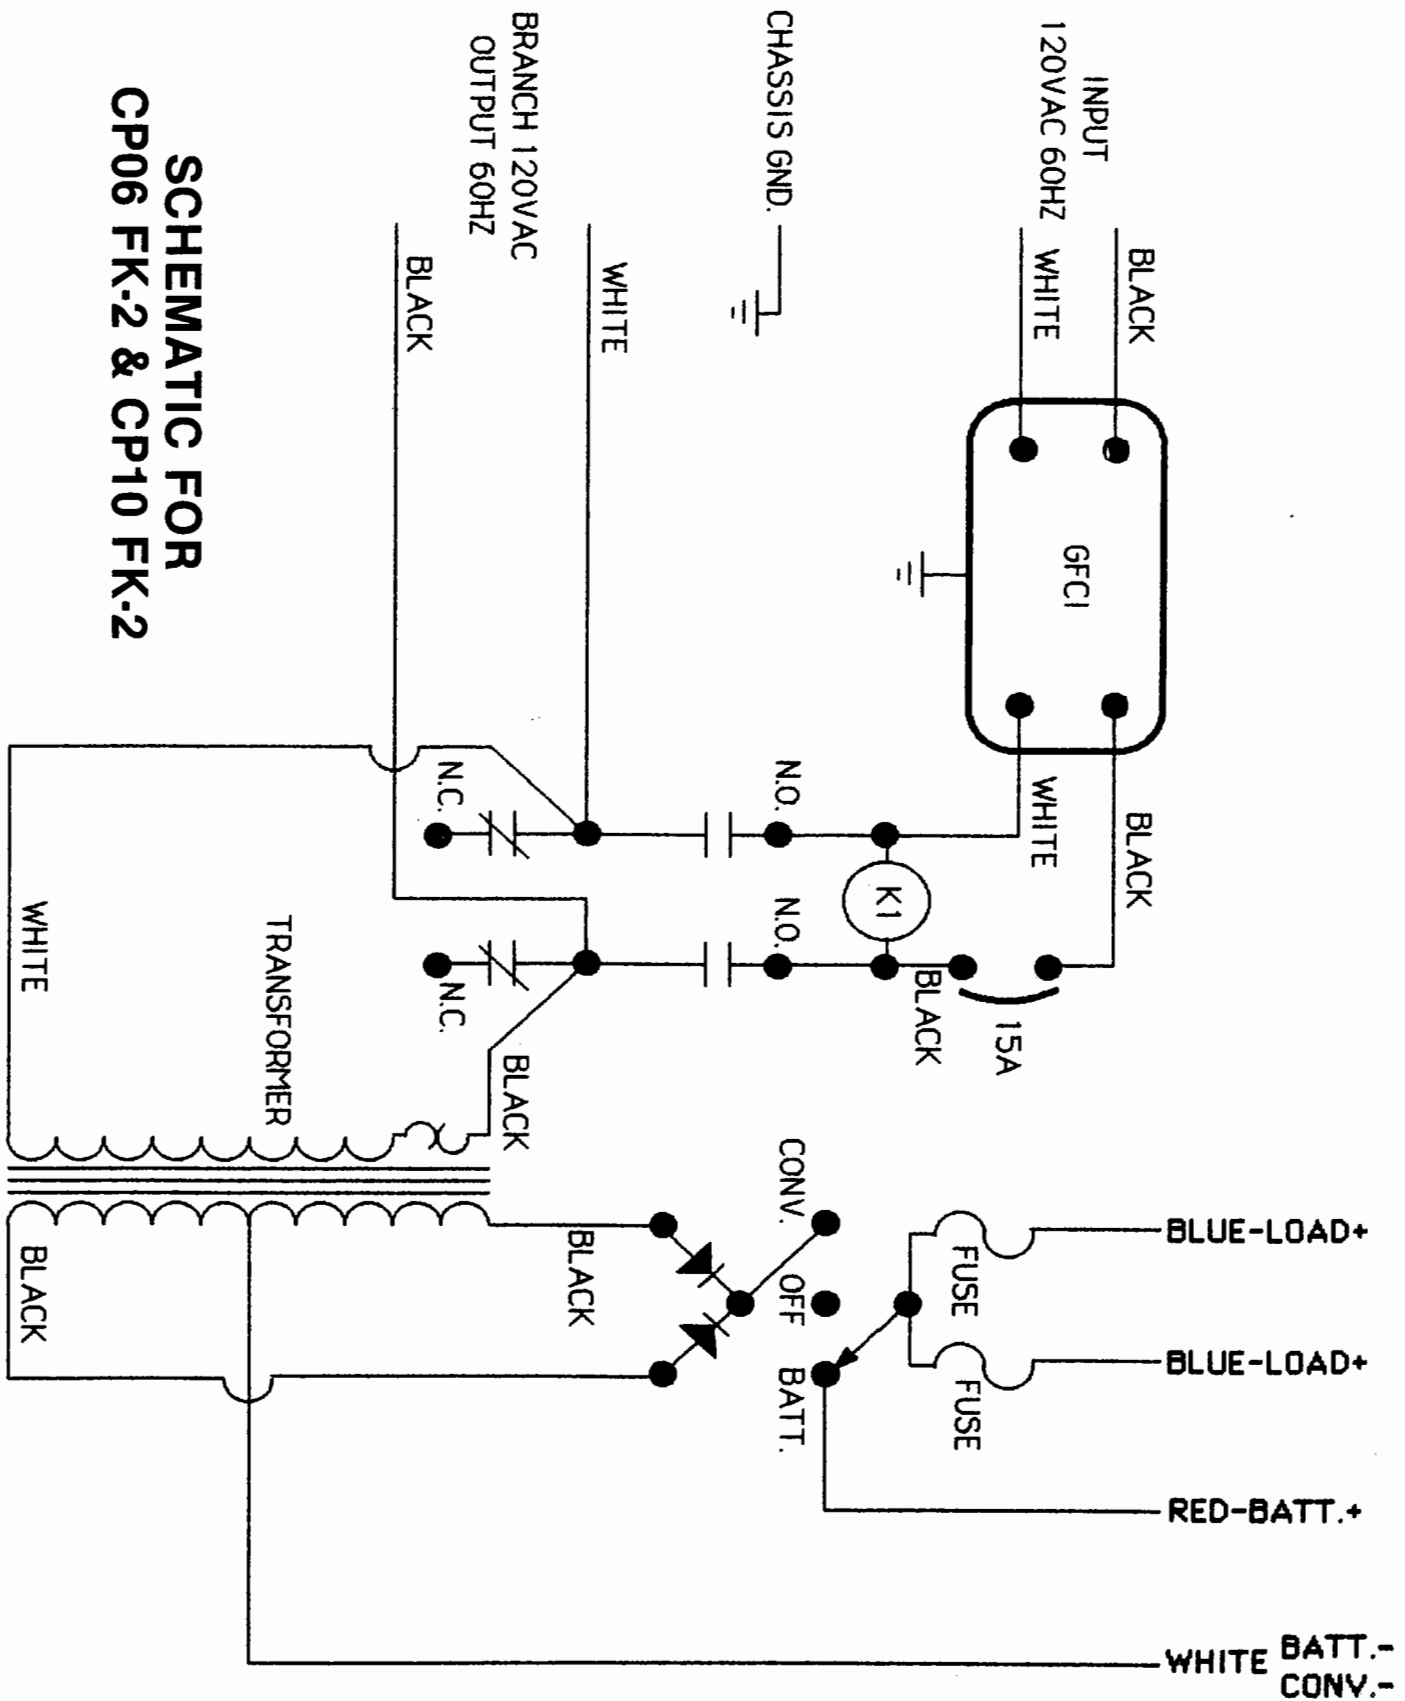 INPUT
120VAC 60HZ
BLACK
WHITE
GFCI
BLACK
WHITE
15A
BLACK
K1
CHASSIS GND.
N.O.
N.O.
BRANCH 120VAC
OUTPUT 60HZ
WHITE
BLACK
N.C.
N.C.
BLACK
TRANSFORMER
WHITE
BLACK
BLACK
CONV.
OFF
BATT.
FUSE
FUSE
BLUE-LOAD+
BLUE-LOAD+
RED-BATT.+
WHITE BATT.-
CONV.-
SCHEMATIC FOR
CP06 FK-2 & CP10 FK-2